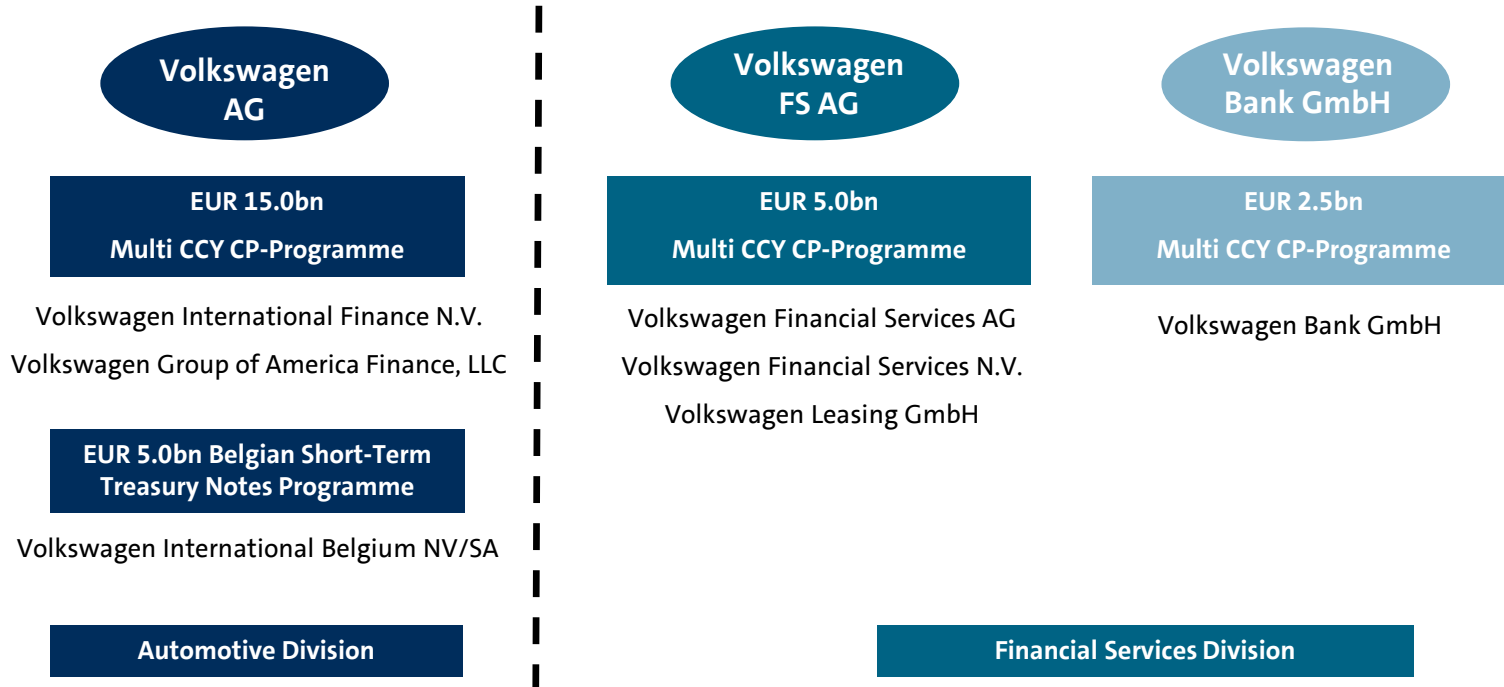 Volkswagen
AG
EUR 15.0bn
Multi CCY CP-Programme
Volkswagen International Finance N.V.
Volkswagen Group of America Finance, LLC
EUR 5.0bn Belgian Short-Term
Treasury Notes Programme
Volkswagen International Belgium NV/SA
Automotive Division
Volkswagen
FS AG
EUR 5.0bn
Multi CCY CP-Programme
Volkswagen Financial Services AG
Volkswagen Financial Services N.V.
Volkswagen Leasing GmbH
Volkswagen
Bank GmbH
EUR 2.5bn
Multi CCY CP-Programme
Volkswagen Bank GmbH
Financial Services Division